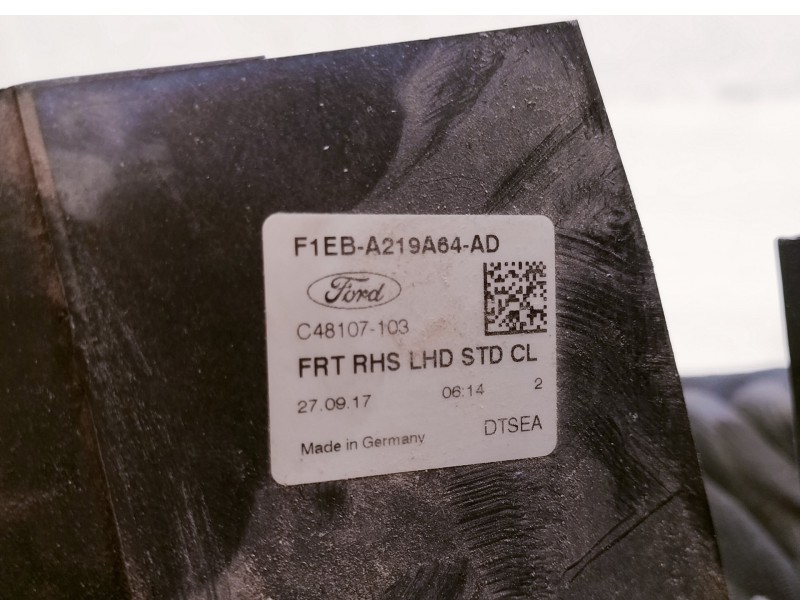 F1EB-A219A64-AD
Ford
C48107-103
FRT RHS LHD STD CL
27.09.17 06:14 2
DTSEA
Made in Germany